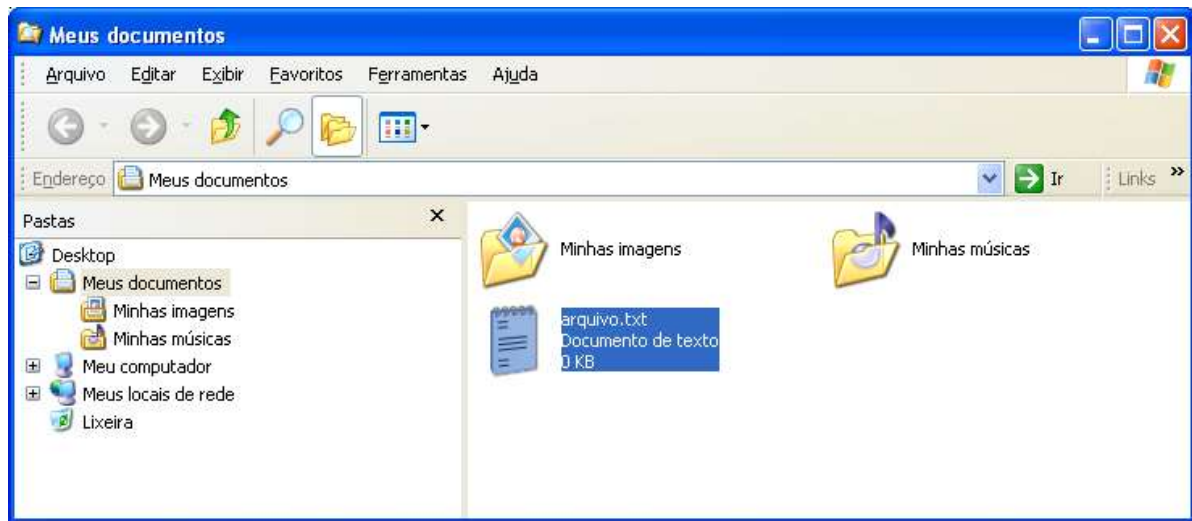 Meus documentos
Arquivo Editar Exibir Favoritos Ferramentas Ajuda
Endereço Meus documentos Ir Links »
Pastas
Desktop
Meus documentos
Minhas imagens
Minhas músicas
Meu computador
Meus locais de rede
Lixeira
Minhas imagens
Minhas músicas
arquivo.txt
Documento de texto
0 KB